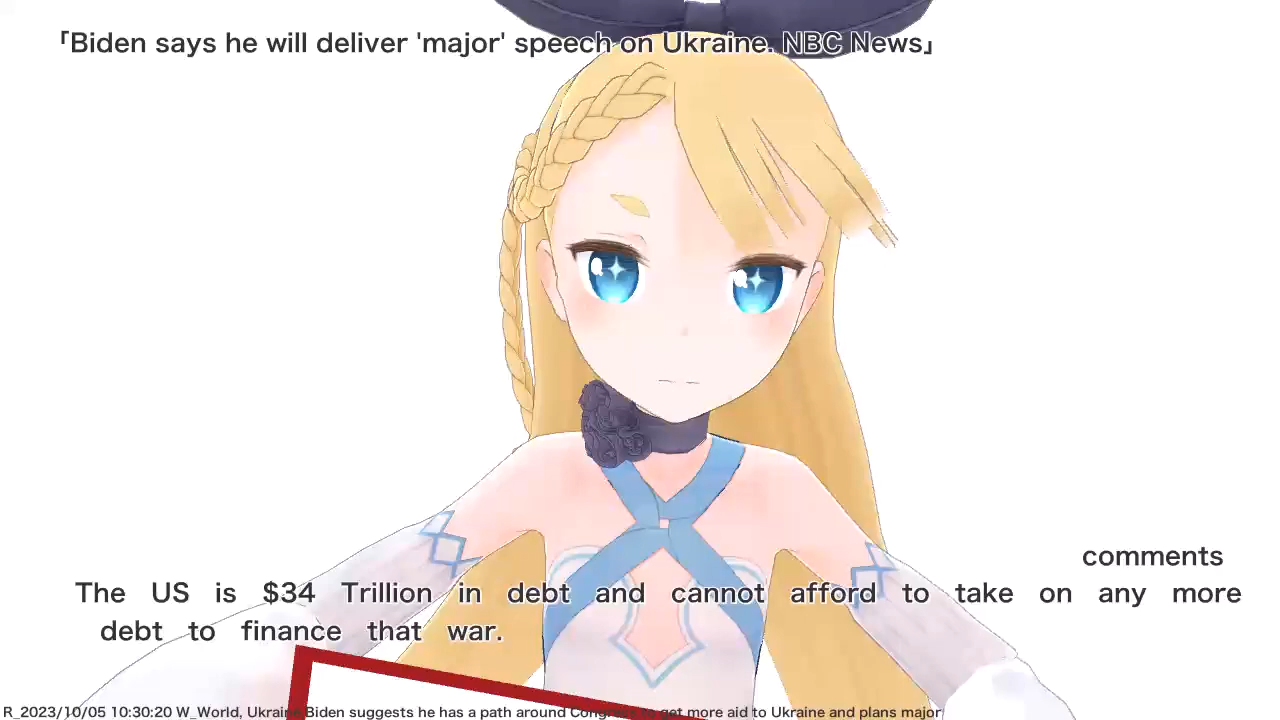 「Biden says he will deliver 'major' speech on Ukraine. NBC News」
comments
The US is $34 Trillion in debt and cannot afford to take on any more
debt to finance that war.
R_2023/10/05 10:30:20 W_World, Ukraine Biden suggests he has a path around Congress to get more aid to Ukraine and plans major